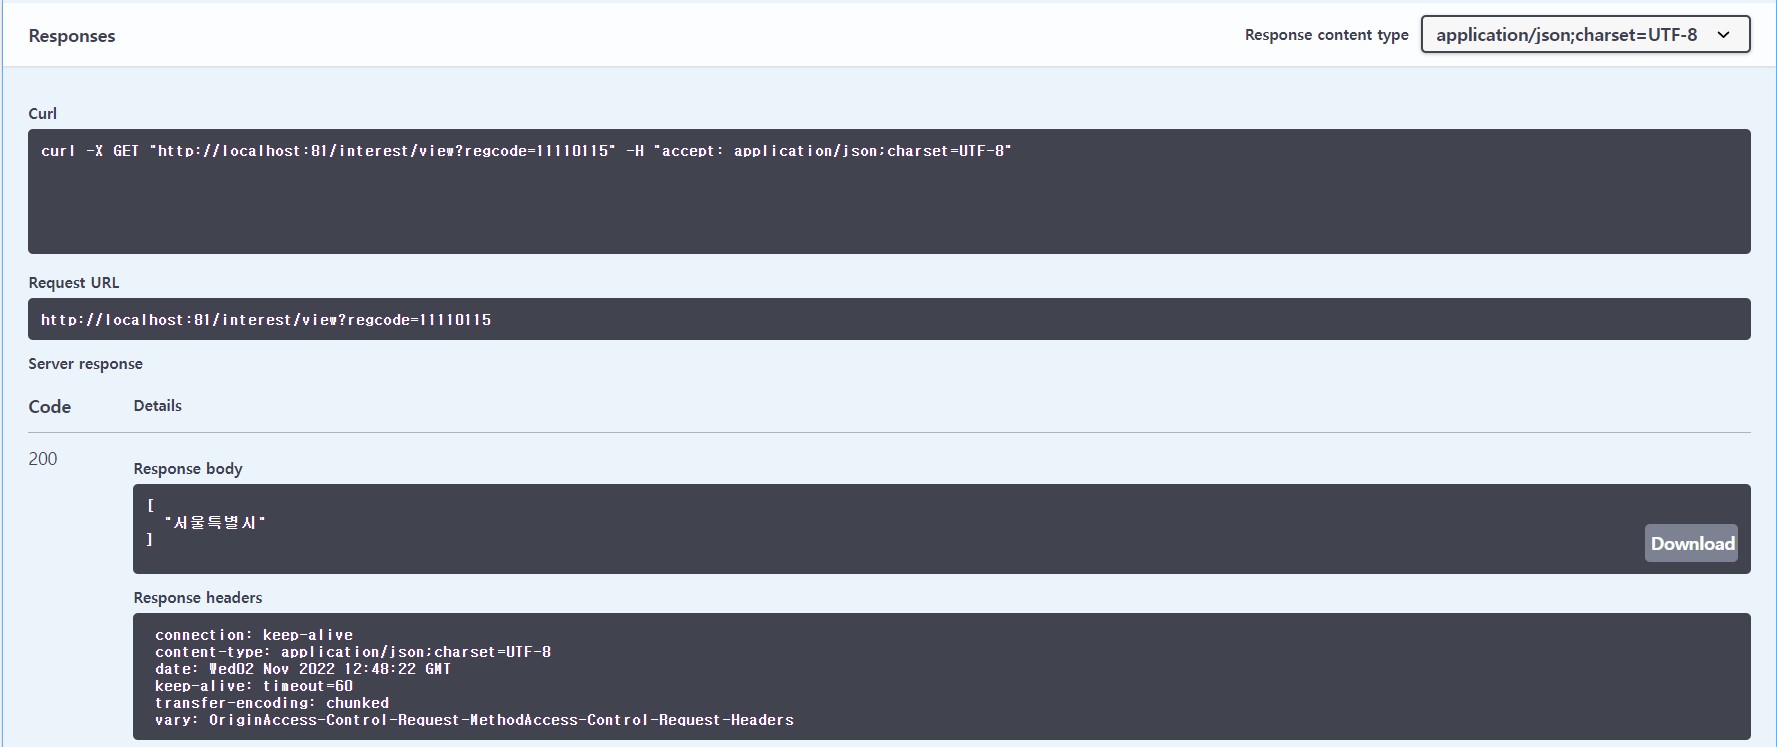 Responses
Response content type
application/json;charset=UTF-8
Curl
curl -X GET "http://localhost:81/interest/view?regcode=11110115" -H "accept: application/json;charset=UTF-8"
Request URL
http://localhost:81/interest/view?regcode=11110115
Server response
Code Details
200
Response body
[
"서울특별시"
]
Download
Response headers
connection: keep-alive
content-type: application/json;charset=UTF-8
date: Wed02 Nov 2022 12:48:22 GMT
keep-alive: timeout=60
transfer-encoding: chunked
vary: OriginAccess-Control-Request-MethodAccess-Control-Request-Headers